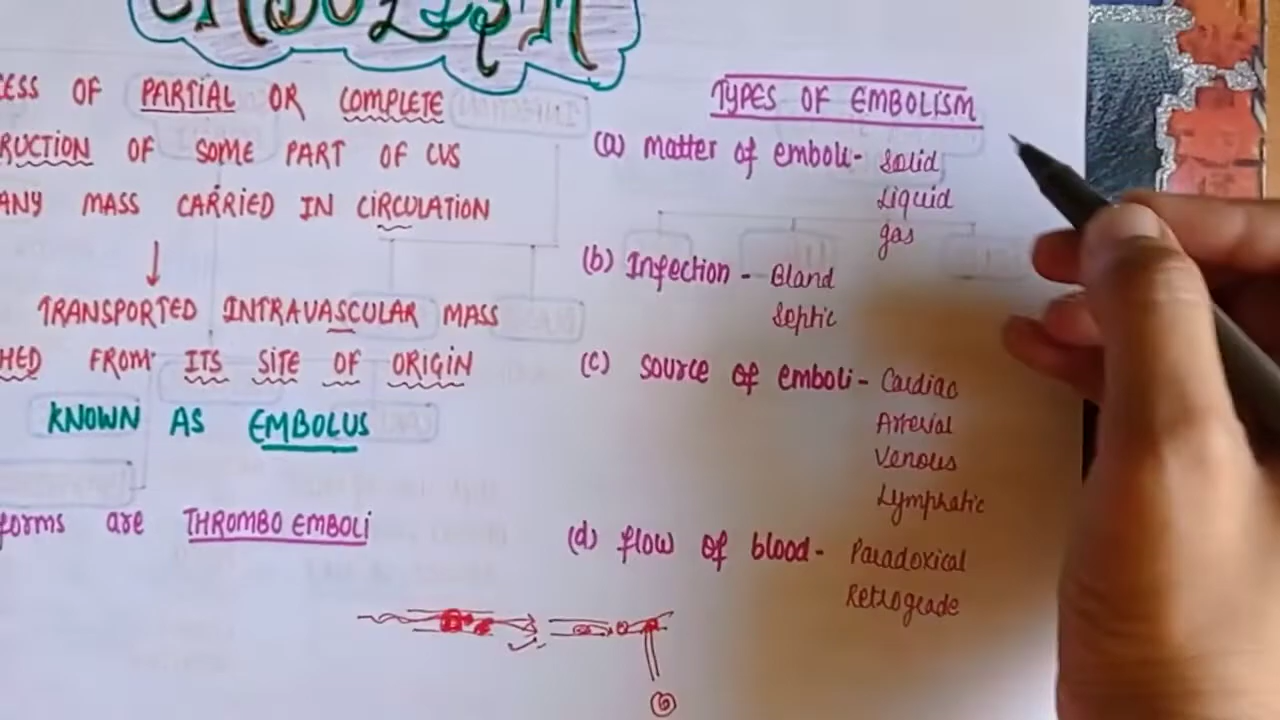 EMBOLISM
CESS OF PARTIAL OR COMPLETE
RUCTION OF SOME PART OF CVS
ANY MASS CARRIED IN CIRCULATION
TRANSPORTED INTRAVASCULAR MASS
HED FROM ITS SITE OF ORIGIN
KNOWN AS EMBOLUS
forms are THROMBOEMBOLI
TYPES OF EMBOLISM
(a) matter of emboli- Solid
Liquid
gas
(b) Infection - Bland
Septic
(c) source of emboli - Cardiac
Arterial
Venous
Lymphatic
(d) flow of blood - Paradoxical
Retrograde